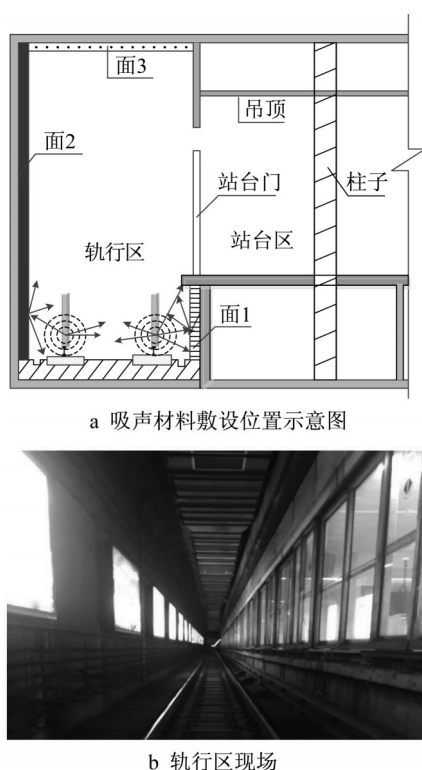 面3
吊顶
面2
站台门
柱子
轨行区
站台区
面1
a 吸声材料敷设位置示意图
b 轨行区现场